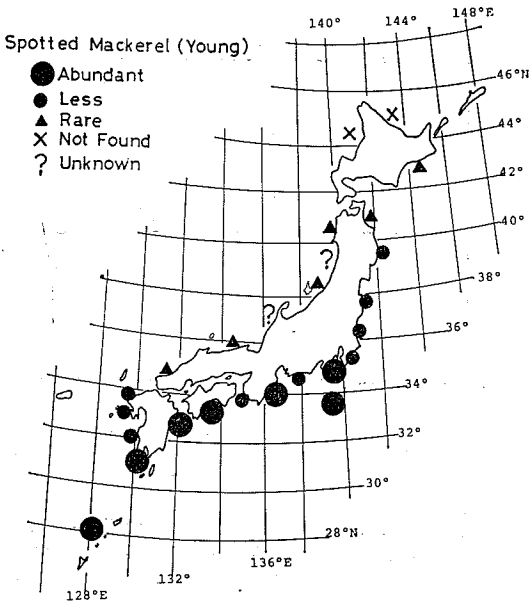 Spotted Mackerel (Young)
Abundant
Less
Rare
X Not Found
? Unknown
140°
144°
148°E
46°N
44°
42°
40°
38°
36°
34°
32°
30°
28°N
136°E
132°
128°E
X
X
?
?